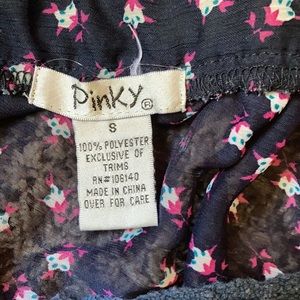 Pinky®
S
100% POLYESTER
EXCLUSIVE OF
TRIMS
RN#106140
MADE IN CHINA
OVER FOR CARE